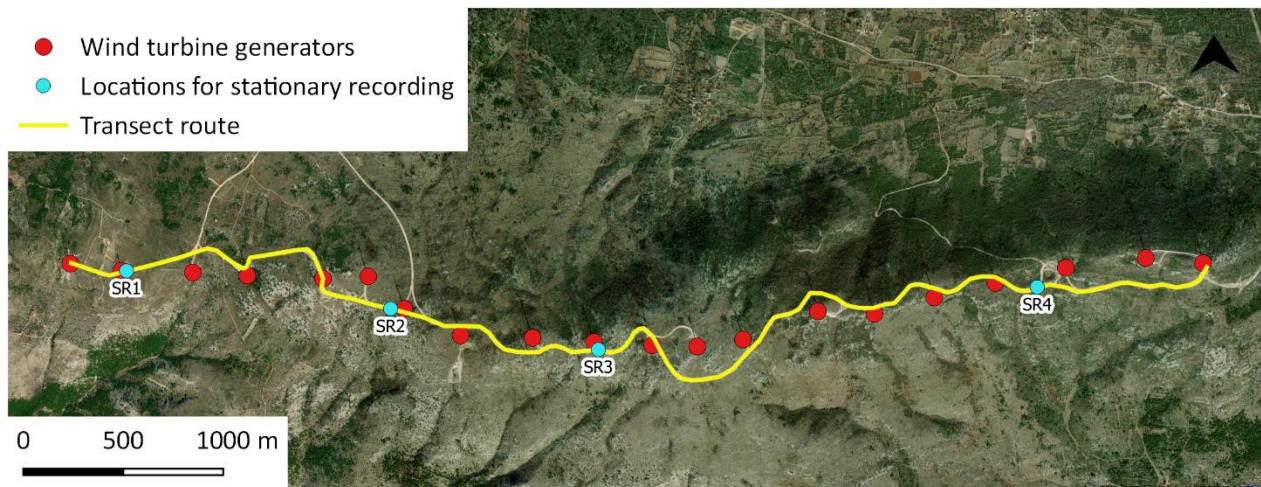 Wind turbine generators
Locations for stationary recording
Transect route
SR1
SR2
SR3
SR4
0 500 1000 m